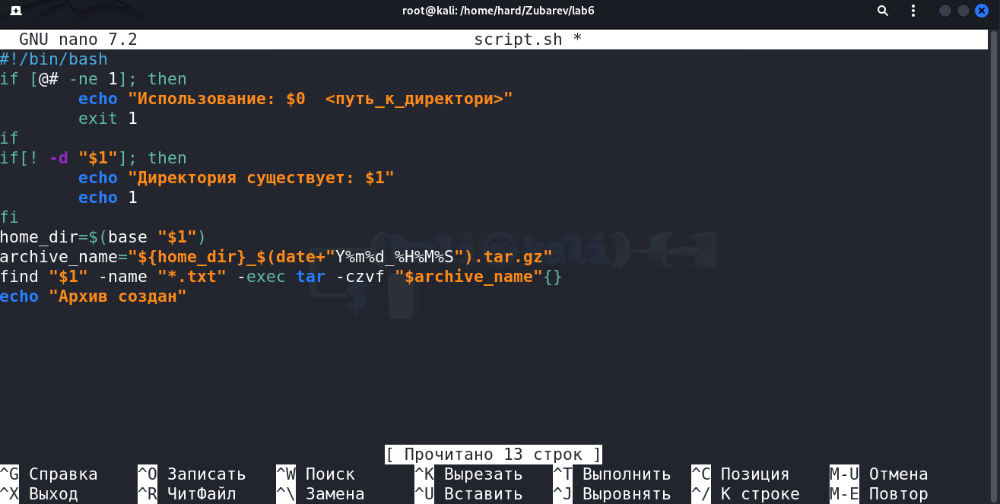 root@kali: /home/hard/Zubarev/lab6
GNU nano 7.2 script.sh *
#!/bin/bash
if [@# -ne 1]; then
echo "Использование: $0  <путь_к_директори>"
exit 1
if
if[! -d "$1"]; then
echo "Директория существует: $1"
echo 1
fi
home_dir=$(base "$1")
archive_name="${home_dir}_$(date+"Y%m%d_%H%M%S").tar.gz"
find "$1" -name "*.txt" -exec tar -czvf "$archive_name"{}
echo "Архив создан"
[ Прочитано 13 строк ]
^G Справка ^O Записать ^W Поиск ^K Вырезать ^T Выполнить ^C Позиция M-U Отмена
^X Выход ^R ЧитФайл ^\ Замена ^U Вставить ^J Выровнять ^/ К строке M-E Повтор